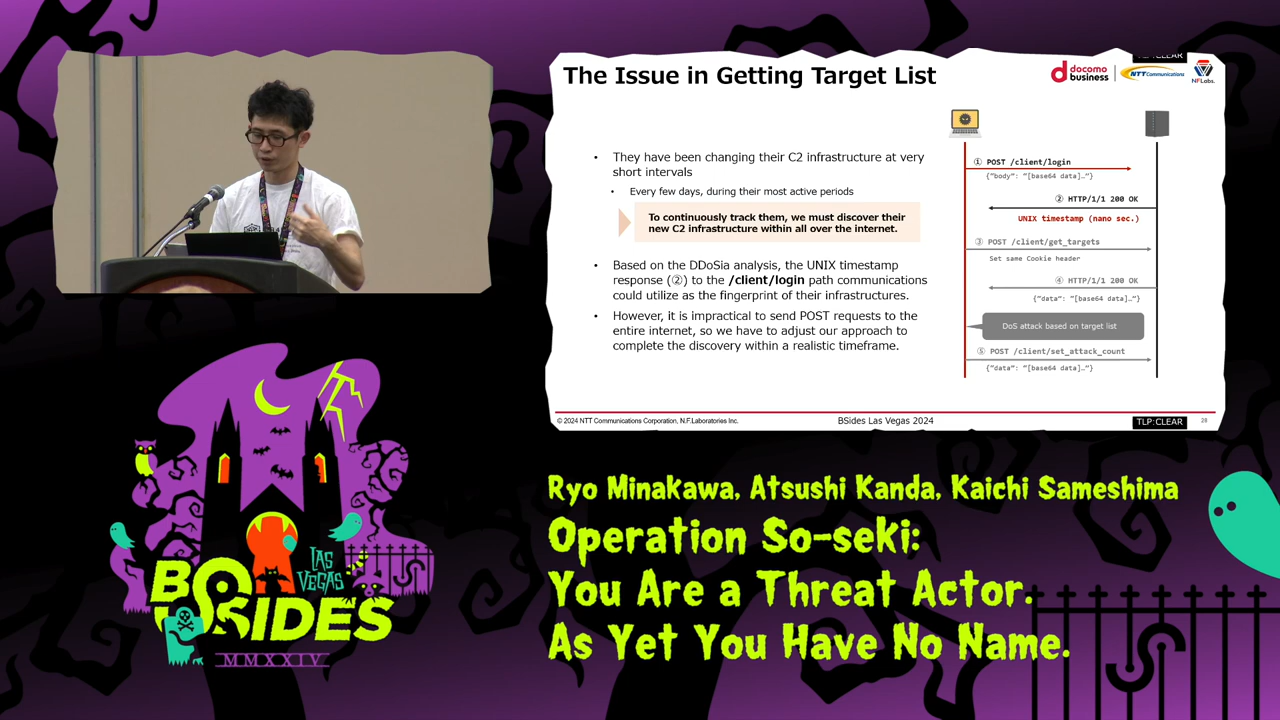 The Issue in Getting Target List
TLP:CLEAR
docomo
business
NTT Communications
NFLabs.
• They have been changing their C2 infrastructure at very
short intervals
• Every few days, during their most active periods
To continuously track them, we must discover their
new C2 infrastructure within all over the internet.
• Based on the DDoSia analysis, the UNIX timestamp
response (②) to the /client/login path communications
could utilize as the fingerprint of their infrastructures.
• However, it is impractical to send POST requests to the
entire internet, so we have to adjust our approach to
complete the discovery within a realistic timeframe.
① POST /client/login
{"body": "[base64 data]…"}
② HTTP/1/1 200 OK
UNIX timestamp (nano sec.)
③ POST /client/get_targets
Set same Cookie header
④ HTTP/1/1 200 OK
{"data": "[base64 data]…"}
DoS attack based on target list
⑤ POST /client/set_attack_count
{"data": "[base64 data]…"}
© 2024 NTT Communications Corporation, N.F.Laboratories Inc.
BSides Las Vegas 2024
TLP:CLEAR
28
BSIDES
LAS
VEGAS
MMXXIV
Ryo Minakawa, Atsushi Kanda, Kaichi Sameshima
Operation So-seki:
You Are a Threat Actor.
As Yet You Have No Name.